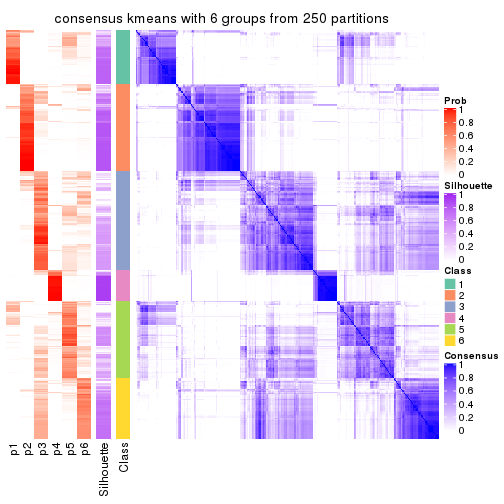 consensus kmeans with 6 groups from 250 partitions
Prob
1
0.8
0.6
0.4
0.2
0
Silhouette
1
0.8
0.6
0.4
0.2
0
Class
1
2
3
4
5
6
Consensus
1
0.8
0.6
0.4
0.2
0
p1
p2
p3
p4
p5
p6
Silhouette
Class